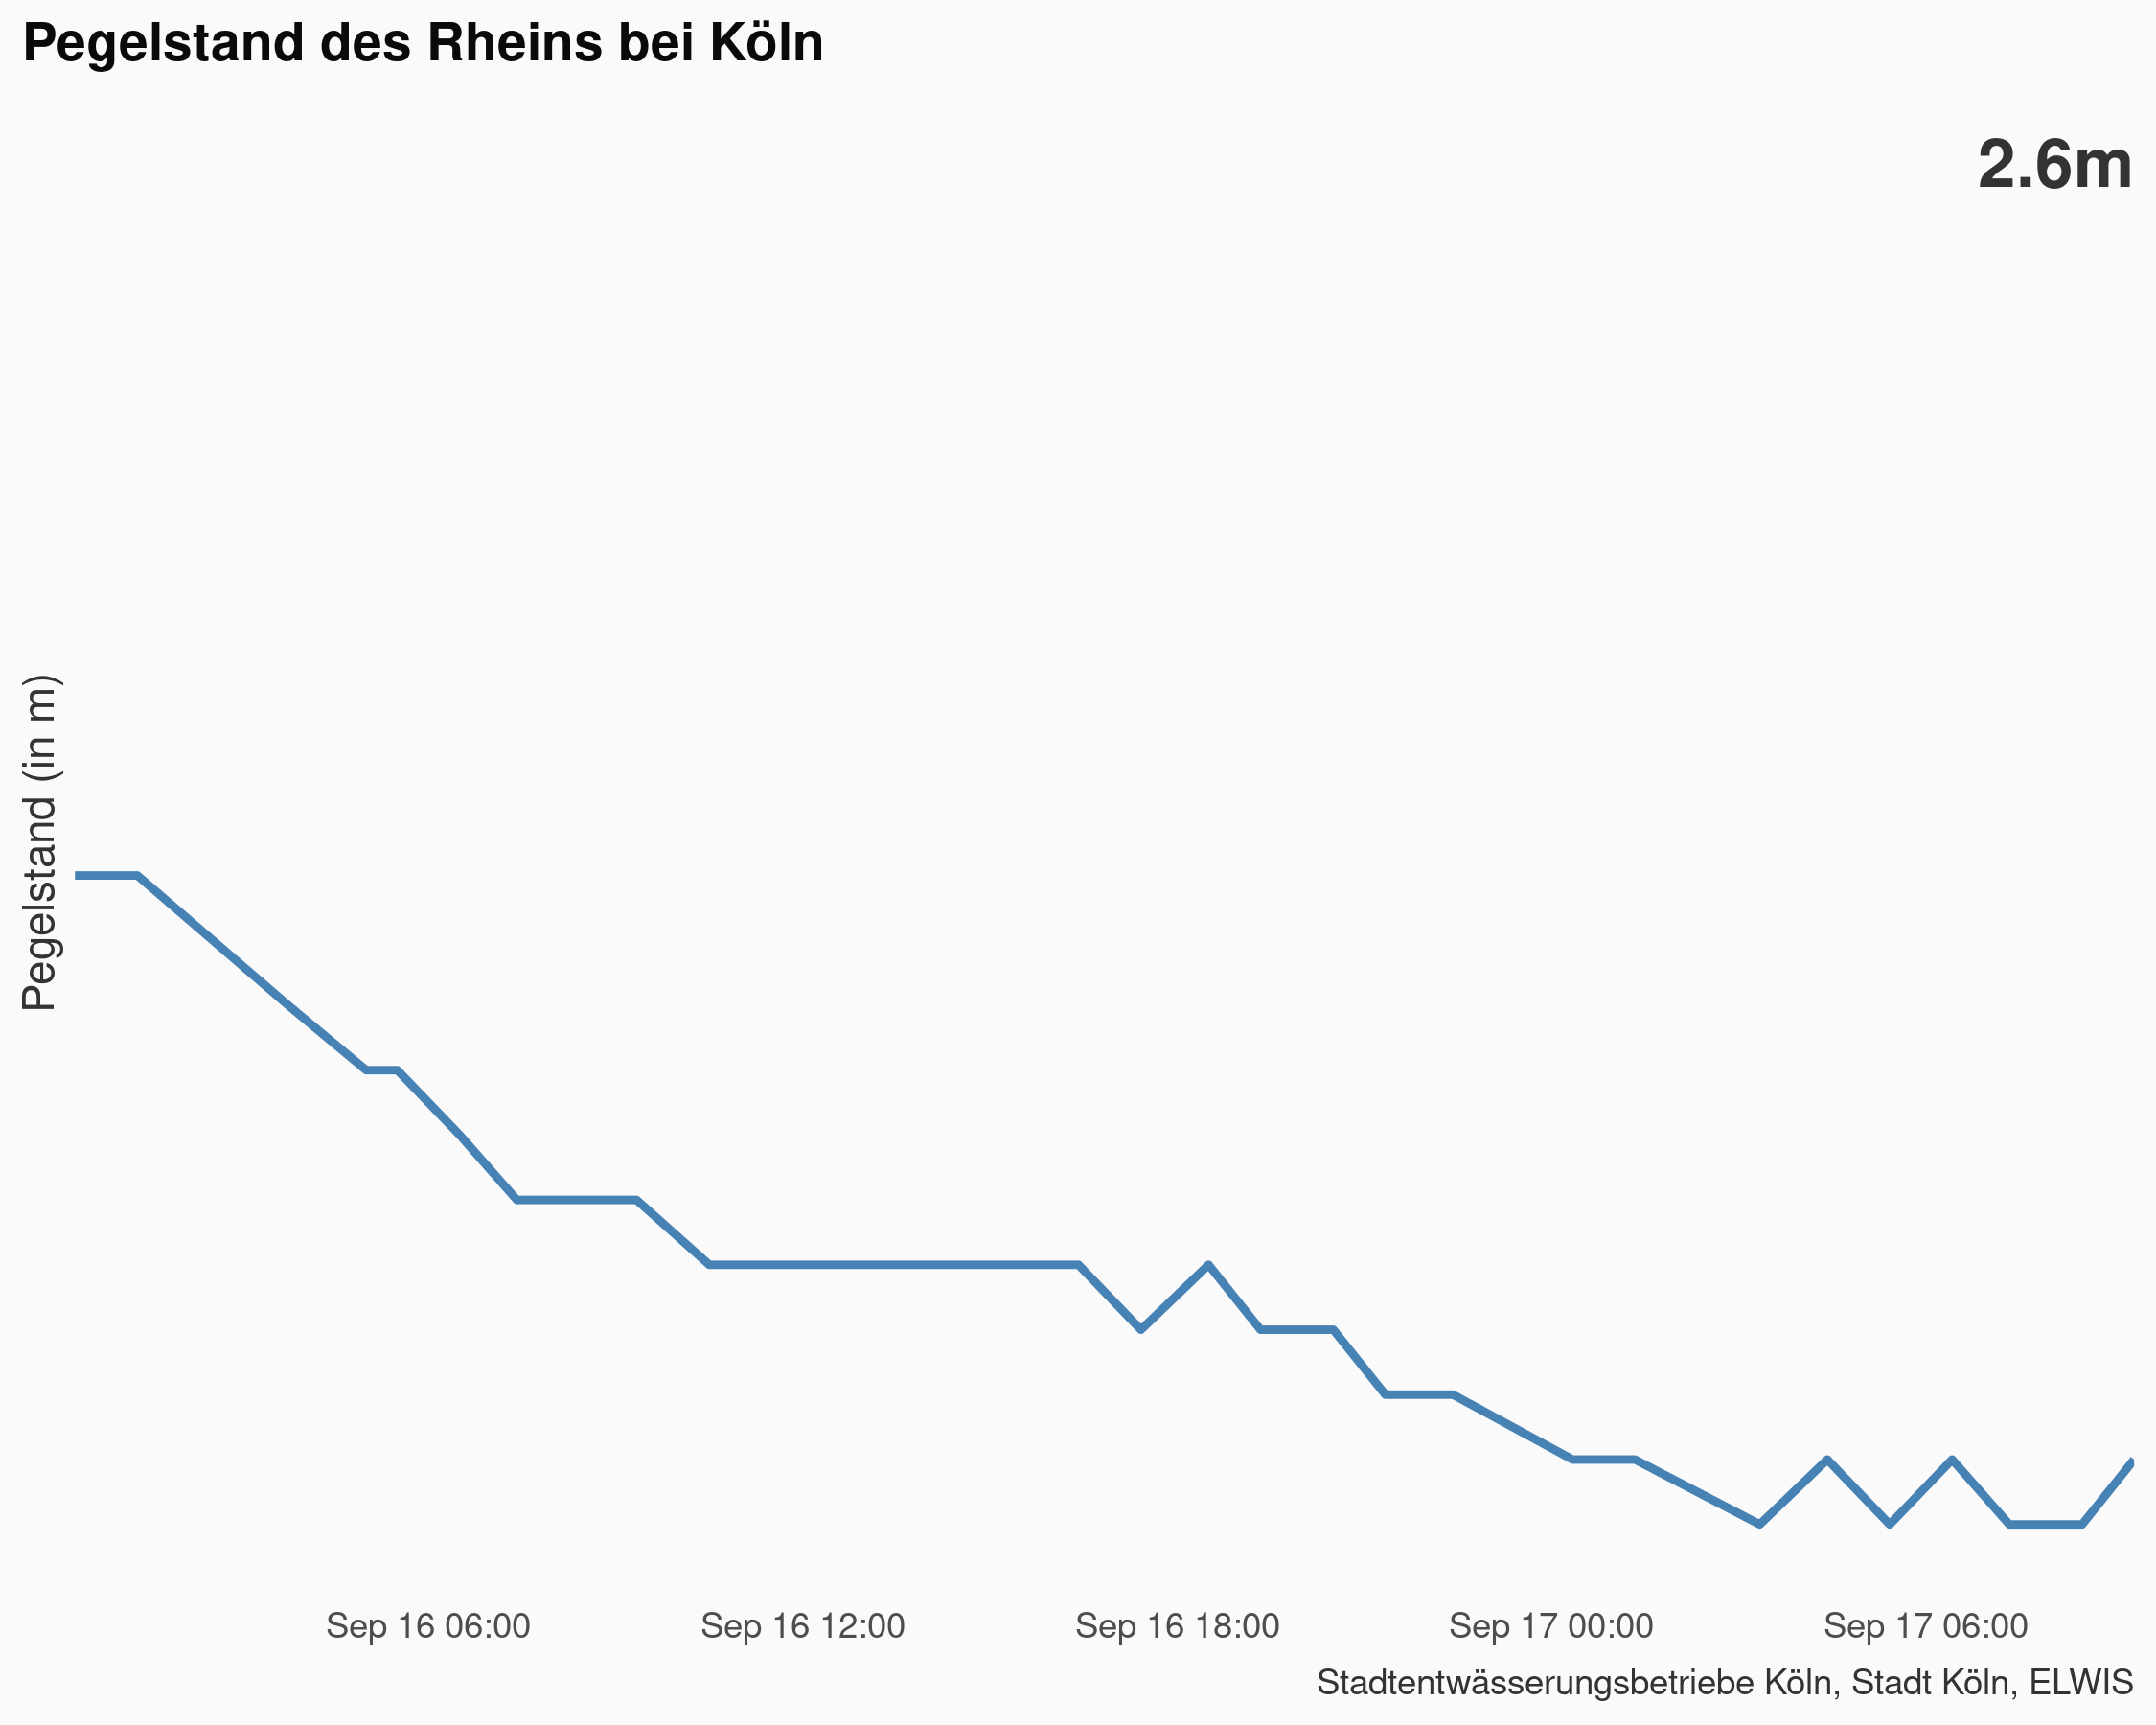 Pegelstand des Rheins bei Köln
2.6m
Pegelstand (in m)
Sep 16 06:00
Sep 16 12:00
Sep 16 18:00
Sep 17 00:00
Sep 17 06:00
Stadtentwässerungsbetriebe Köln, Stadt Köln, ELWIS